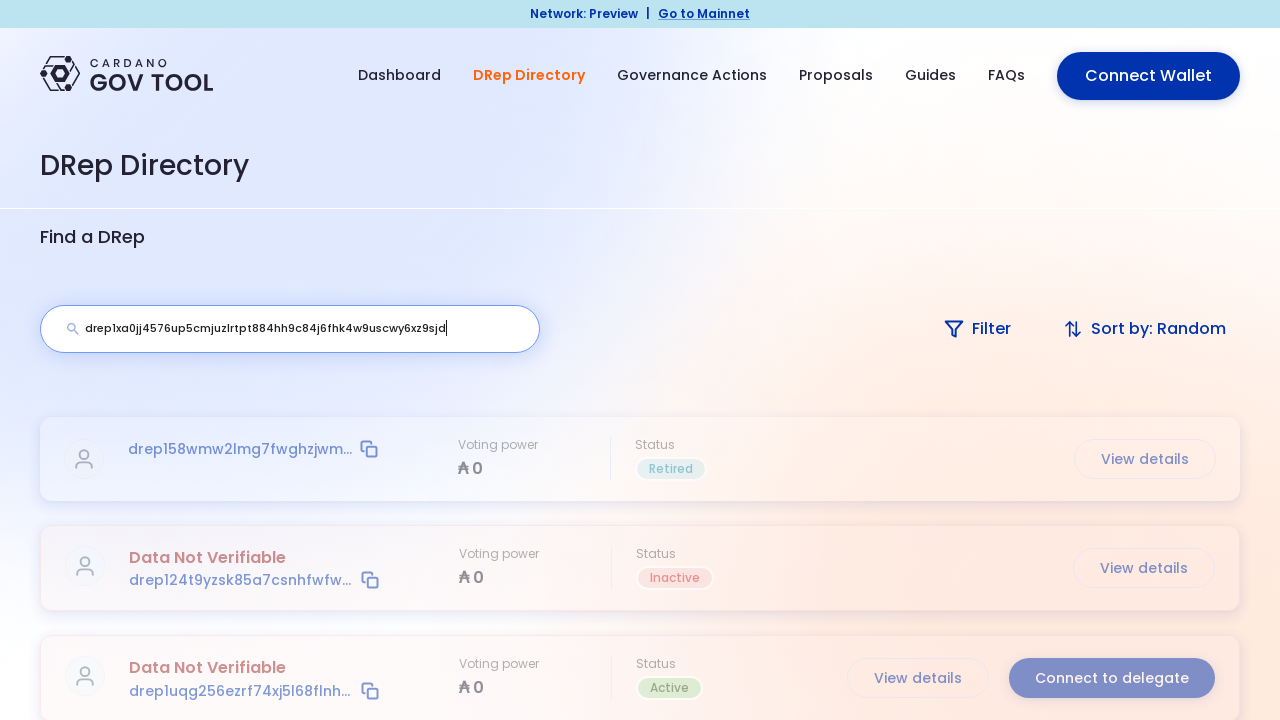 Network: Preview | Go to Mainnet
CARDANO
GOV TOOL
Dashboard
DRep Directory
Governance Actions
Proposals
Guides
FAQs
Connect Wallet
DRep Directory
Find a DRep
drep1xa0jj4576up5cmjuzlrtpt884hh9c84j6fhk4w9uscwy6xz9sjd
Filter
Sort by: Random
drep158wmw2lmg7fwghzjwm...
Voting power
₳ 0
Status
Retired
View details
Data Not Verifiable
drep124t9yzsk85a7csnhfwfw...
Voting power
₳ 0
Status
Inactive
View details
Data Not Verifiable
drep1uqg256ezrf74xj5l68flnh...
Voting power
₳ 0
Status
Active
View details
Connect to delegate